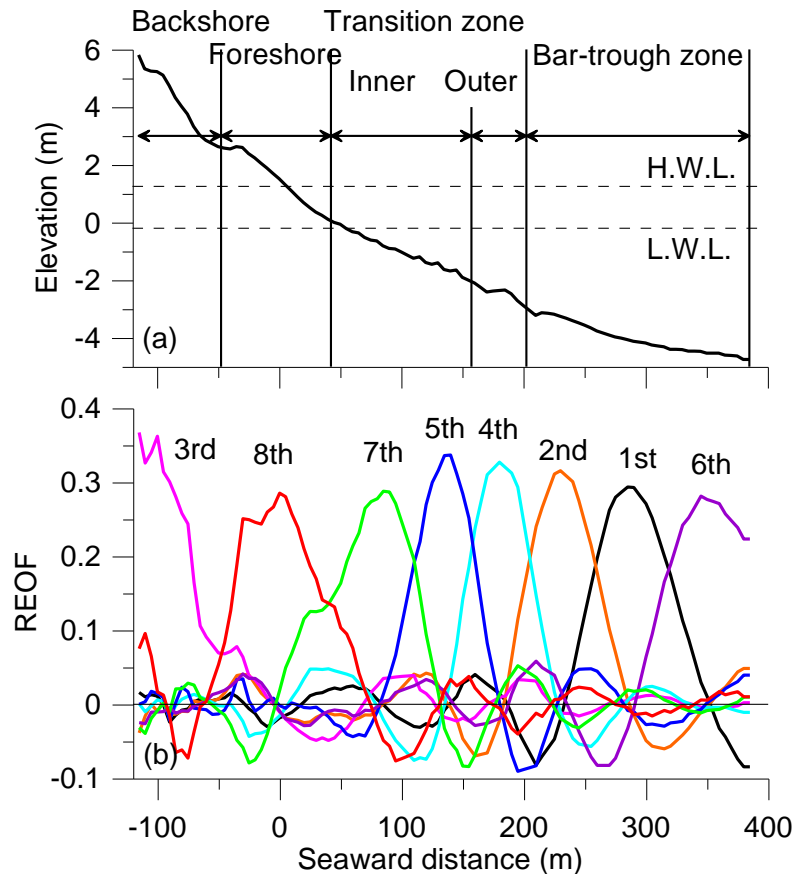 Backshore Transition zone
Foreshore Bar-trough zone
Inner Outer
6
4
2
0
-2
-4
Elevation (m)
H.W.L.
L.W.L.
(a)
0.4
0.3
0.2
0.1
0
-0.1
REOF
3rd 8th 7th 5th 4th 2nd 1st 6th
(b)
-100 0 100 200 300 400
Seaward distance (m)